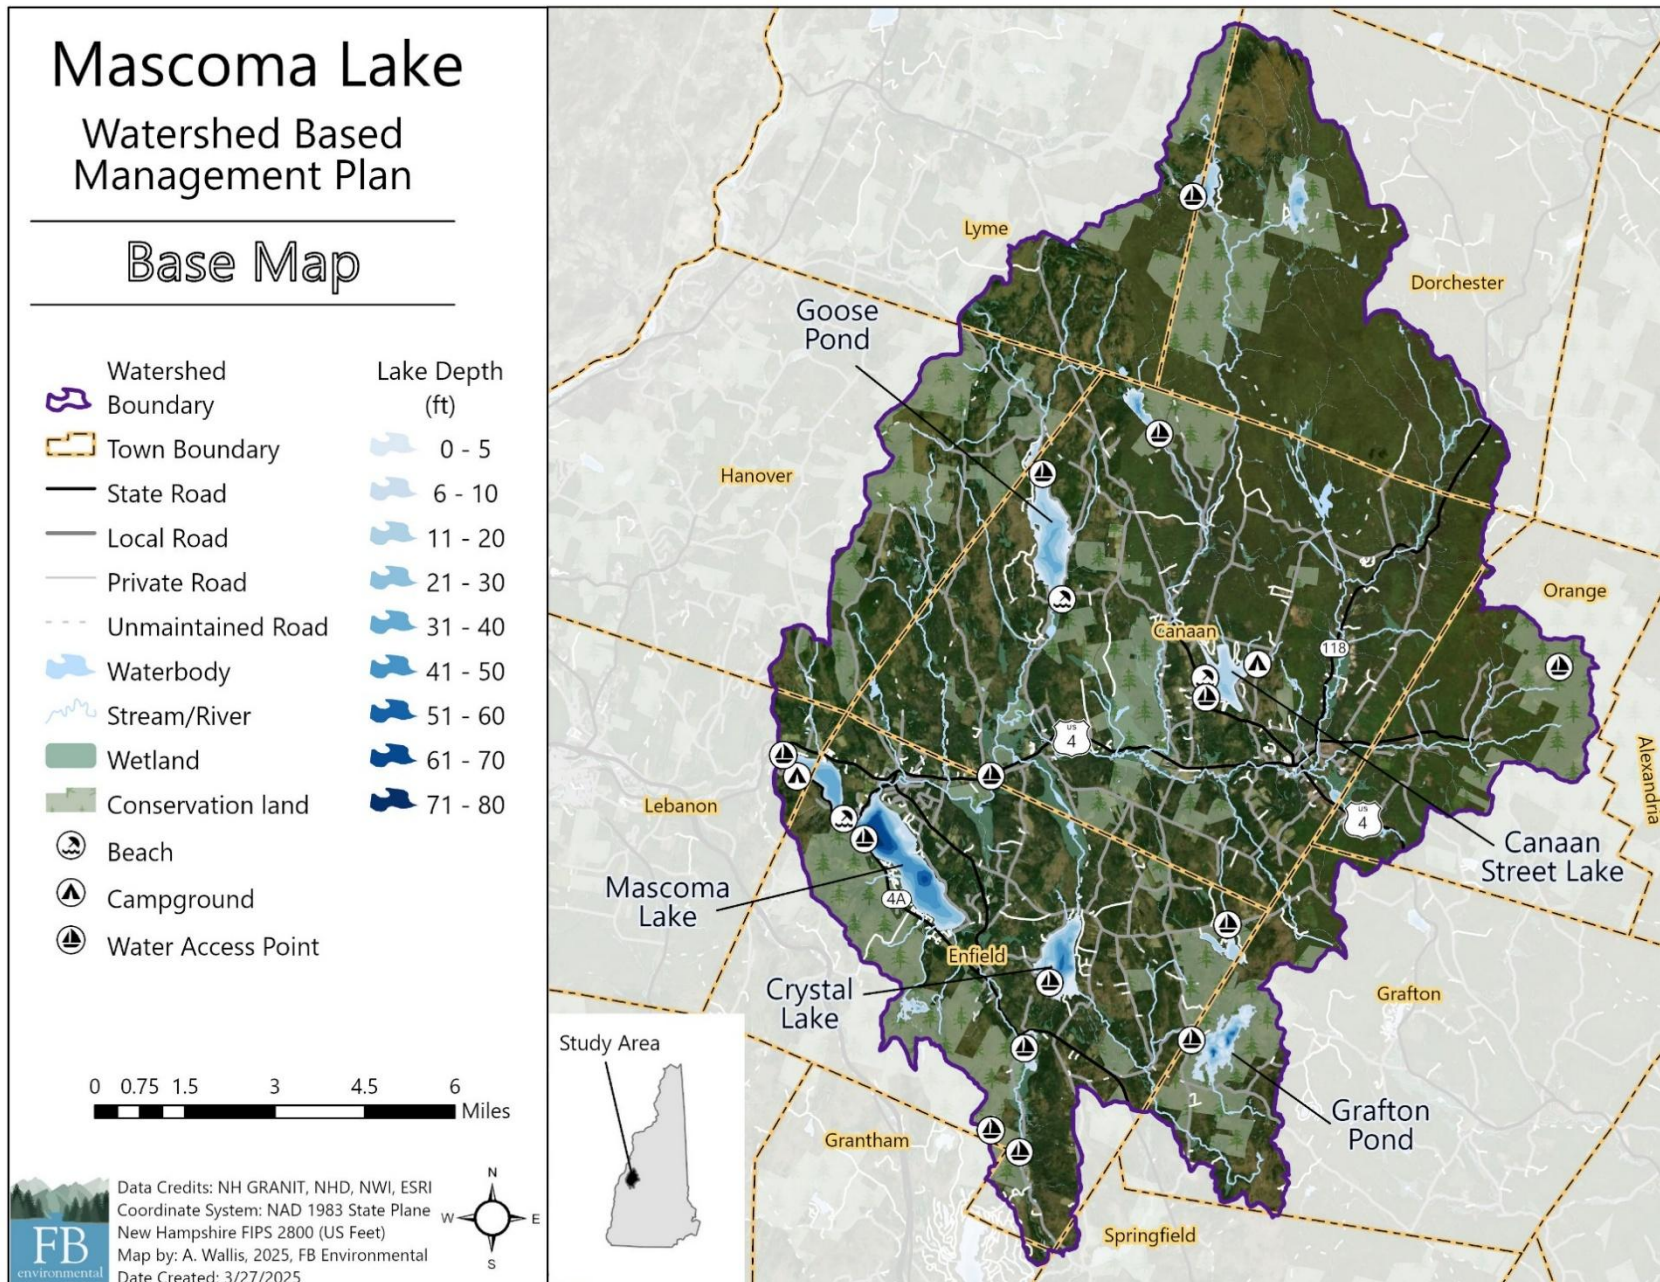 Mascoma Lake
Watershed Based
Management Plan
Base Map
Watershed
Boundary
Town Boundary
State Road
Local Road
Private Road
Unmaintained Road
Waterbody
Stream/River
Wetland
Conservation land
Beach
Campground
Water Access Point
Lake Depth
(ft)
0 - 5
6 - 10
11 - 20
21 - 30
31 - 40
41 - 50
51 - 60
61 - 70
71 - 80
0 0.75 1.5 3 4.5 6
Miles
FB
environmental
Data Credits: NH GRANIT, NHD, NWI, ESRI
Coordinate System: NAD 1983 State Plane
New Hampshire FIPS 2800 (US Feet)
Map by: A. Wallis, 2025, FB Environmental
Date Created: 3/27/2025
N
W E
S
Study Area
Lyme
Dorchester
Goose
Pond
Hanover
Orange
Canaan
118
US
4
Alexandria
Lebanon
US
4
Canaan
Street Lake
Mascoma
Lake
4A
Enfield
Crystal
Lake
Grafton
Grafton
Pond
Grantham
Springfield